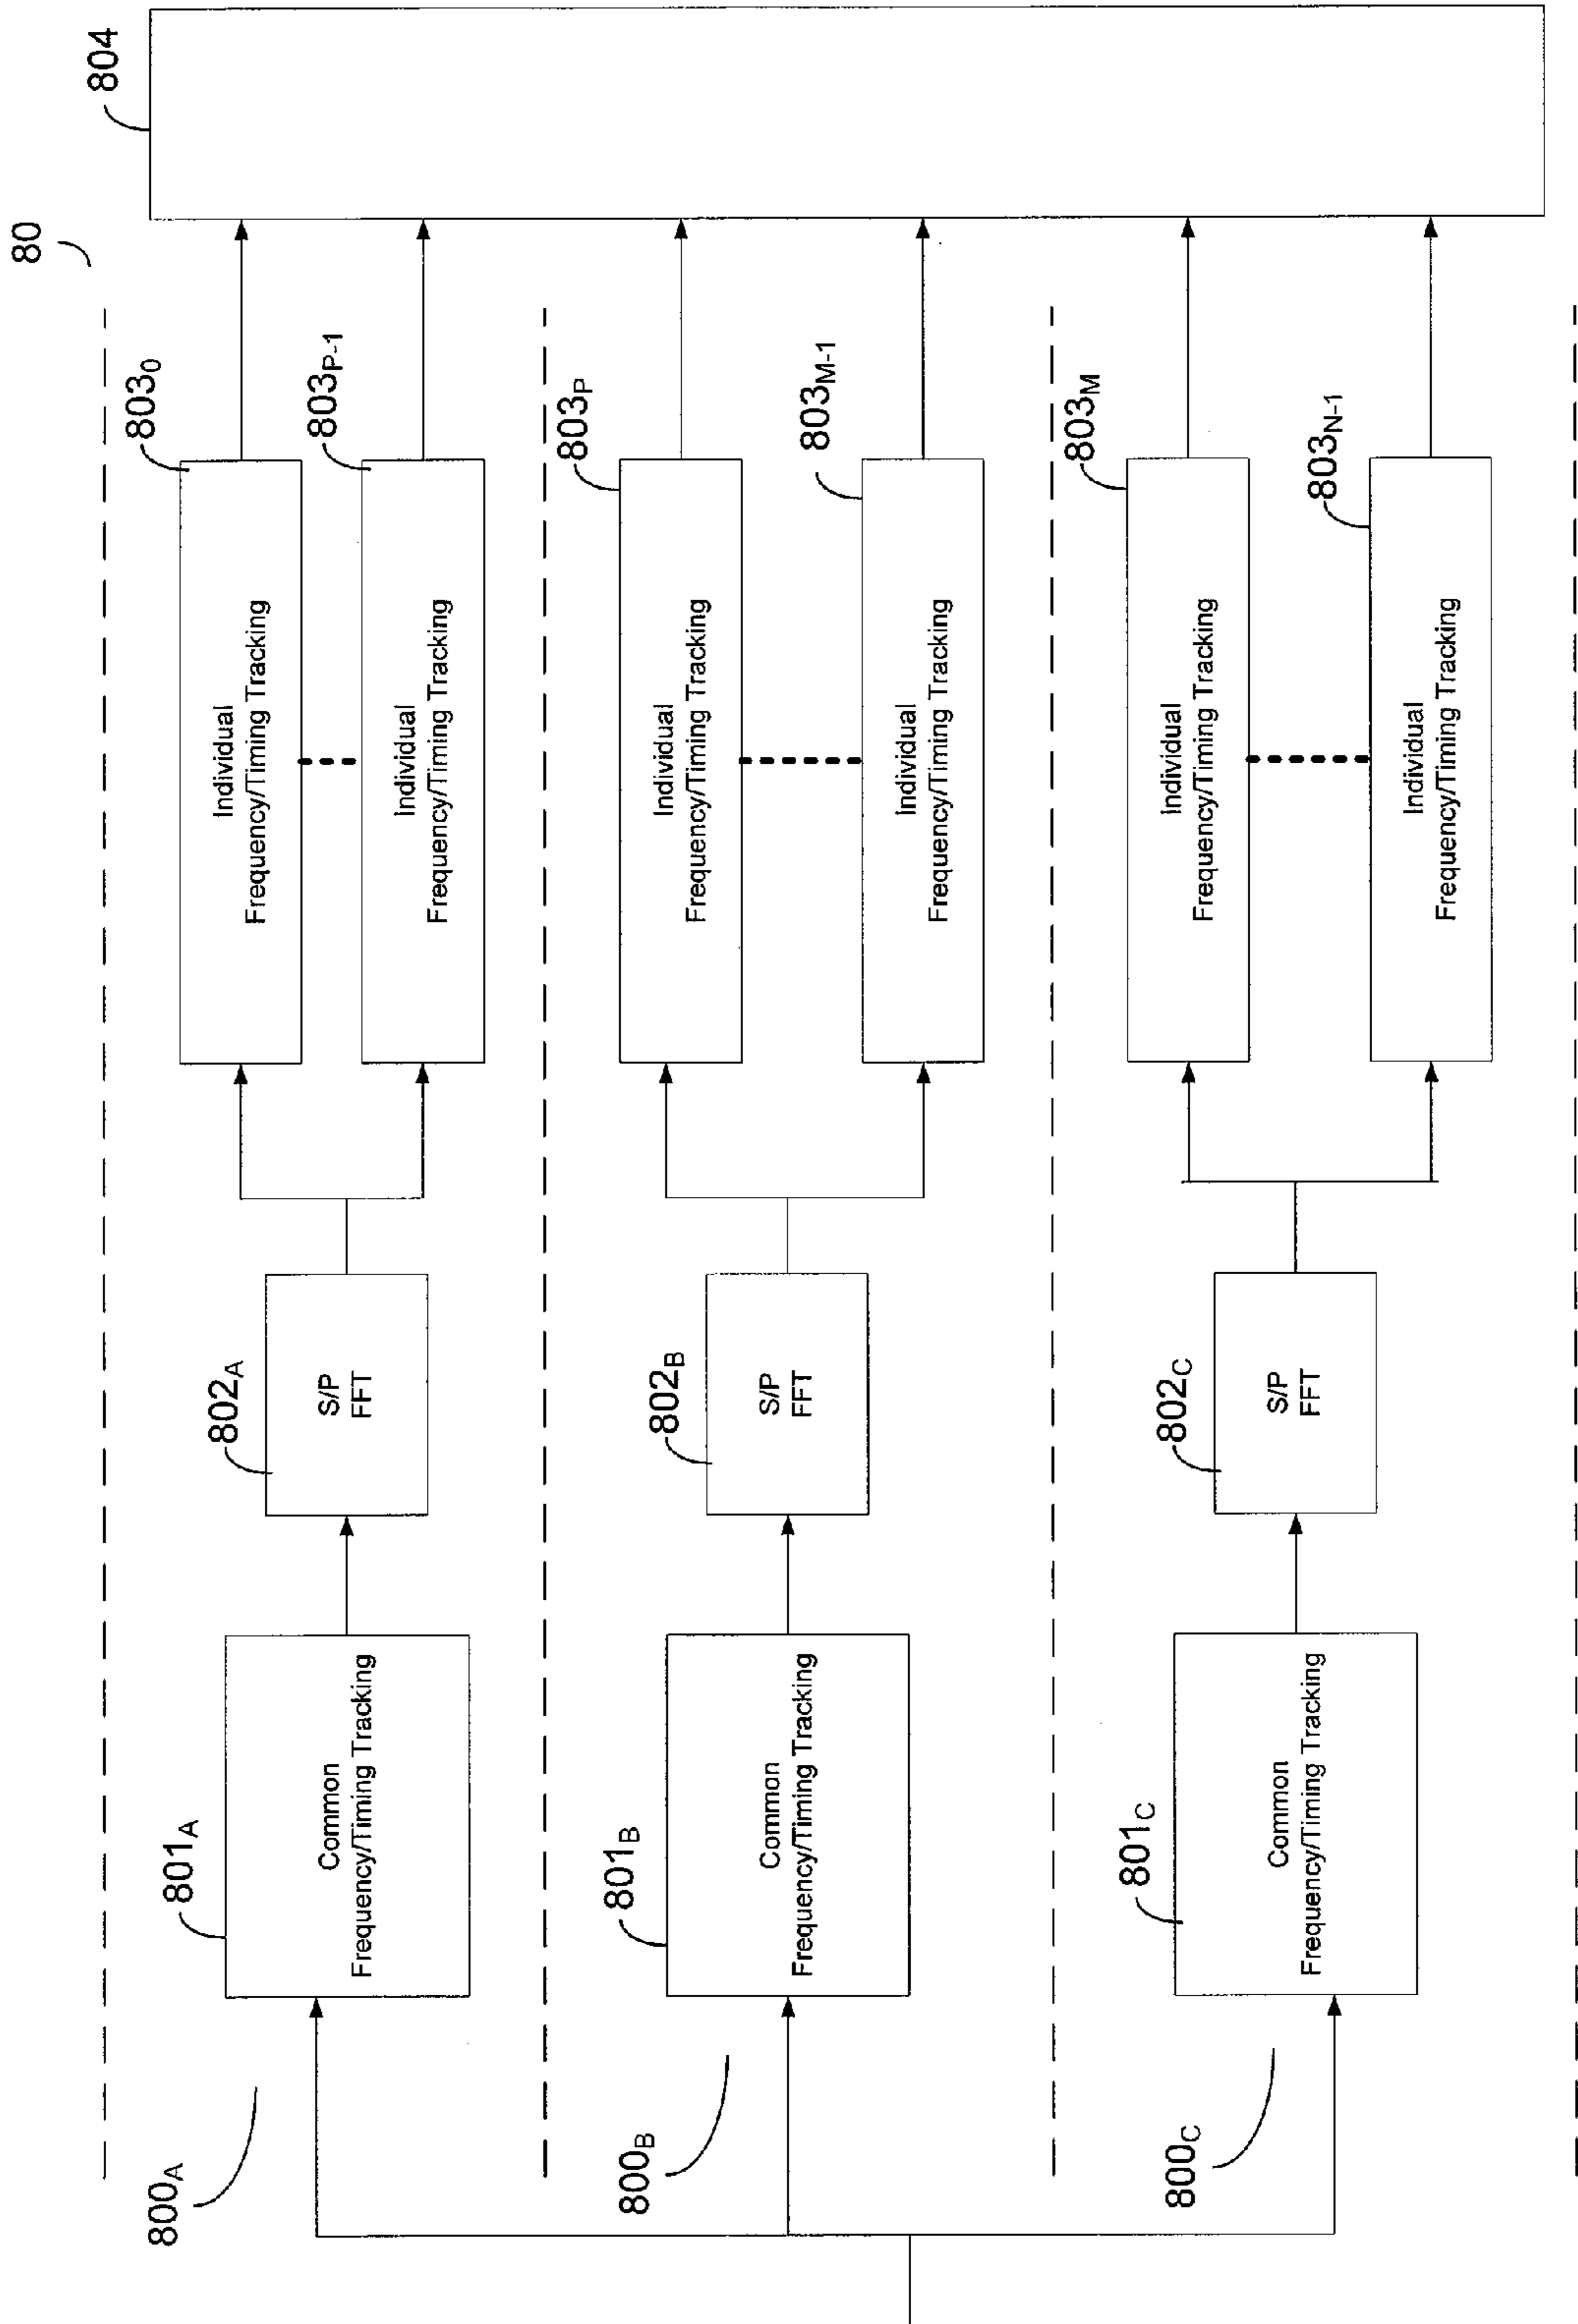 80
804
800A
801A
Common
Frequency/Timing Tracking
802A
S/P
FFT
8030
Individual
Frequency/Timing Tracking
803P-1
Individual
Frequency/Timing Tracking
800B
801B
Common
Frequency/Timing Tracking
802B
S/P
FFT
803P
Individual
Frequency/Timing Tracking
803M-1
Individual
Frequency/Timing Tracking
800C
801C
Common
Frequency/Timing Tracking
802C
S/P
FFT
803M
Individual
Frequency/Timing Tracking
803N-1
Individual
Frequency/Timing Tracking